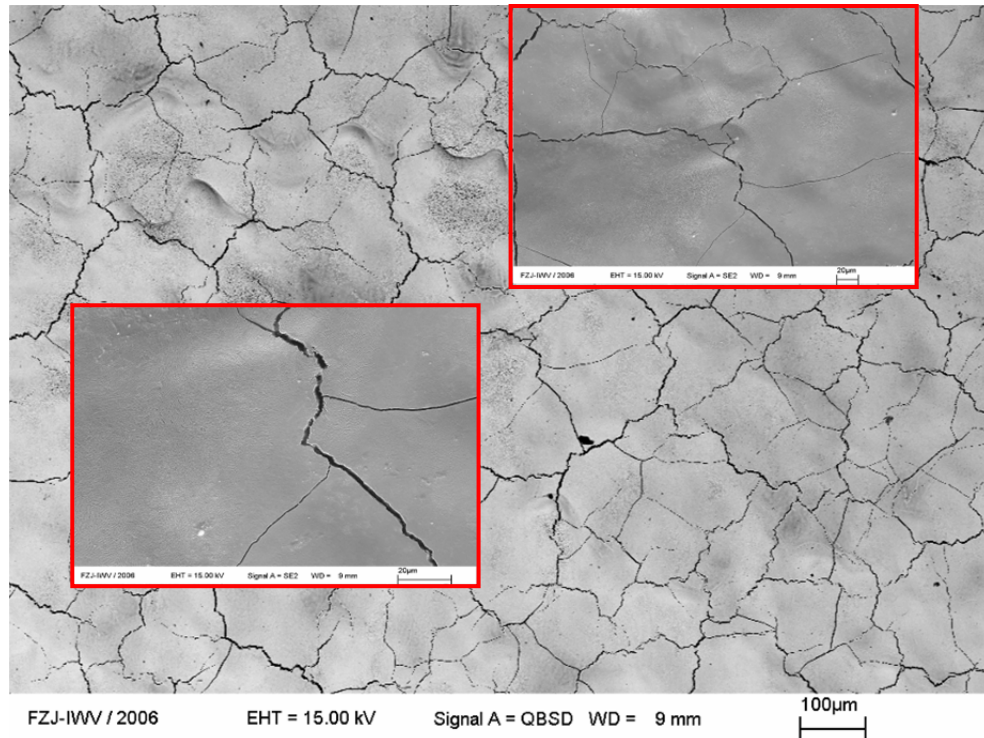 FZJ-IWV / 2006 EHT = 15.00 kV Signal A = SE2 WD = 9 mm 20µm
FZJ-IWV / 2006 EHT = 15.00 kV Signal A = SE2 WD = 9 mm 20µm
FZJ-IWV / 2006 EHT = 15.00 kV Signal A = QBSD WD = 9 mm 100µm